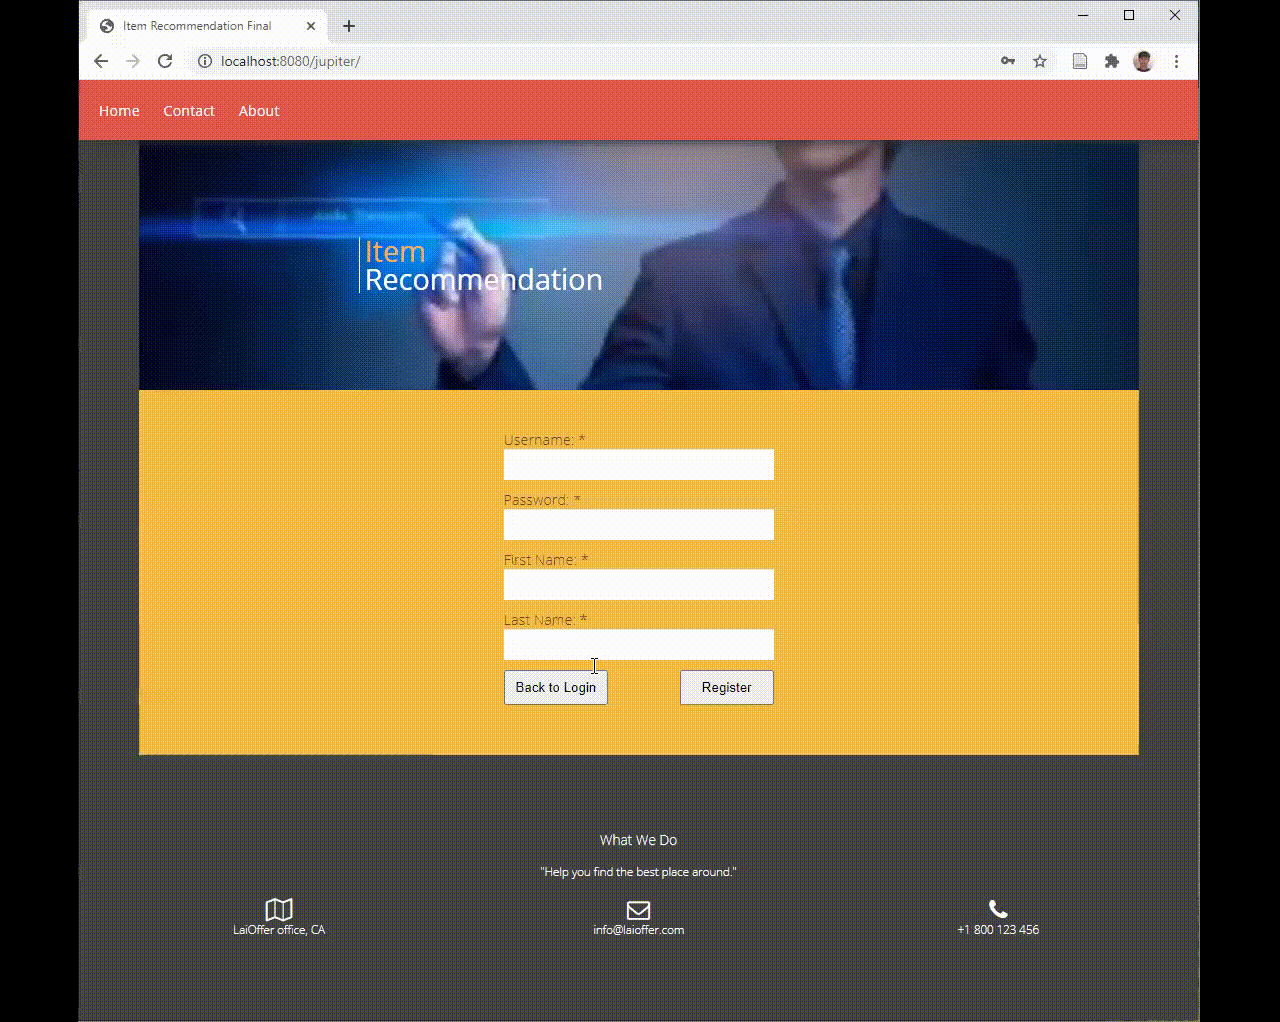 Item Recommendation Final
localhost:8080/jupiter/
Home Contact About
Item
Recommendation
Username: *
Password: *
First Name: *
Last Name: *
Back to Login Register
What We Do
"Help you find the best place around."
LaiOffer office, CA info@laioffer.com +1 800 123 456